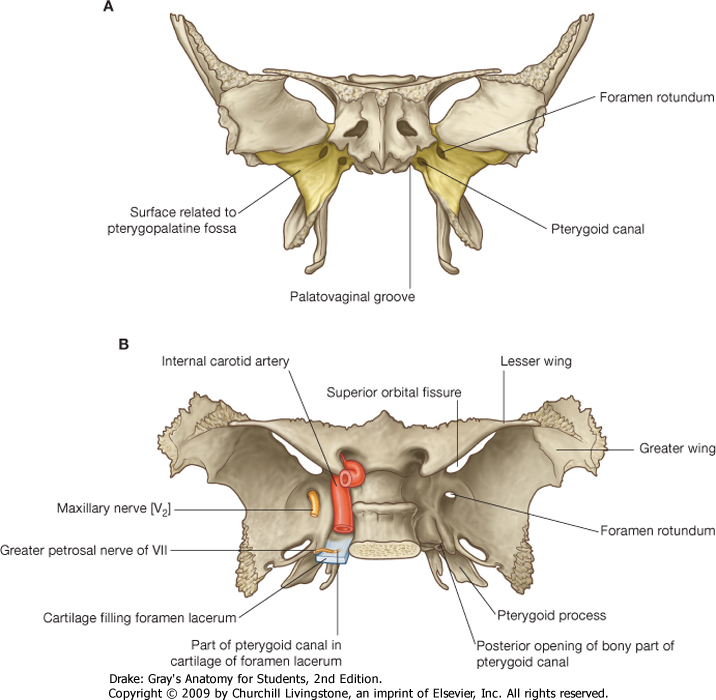 A
Foramen rotundum
Surface related to
pterygopalatine fossa
Pterygoid canal
Palatovaginal groove
B
Internal carotid artery
Lesser wing
Superior orbital fissure
Greater wing
Maxillary nerve [V2]
Foramen rotundum
Greater petrosal nerve of VII
Cartilage filling foramen lacerum
Pterygoid process
Part of pterygoid canal in
cartilage of foramen lacerum
Posterior opening of bony part of
pterygoid canal
Drake: Gray's Anatomy for Students, 2nd Edition.
Copyright © 2009 by Churchill Livingstone, an imprint of Elsevier, Inc. All rights reserved.